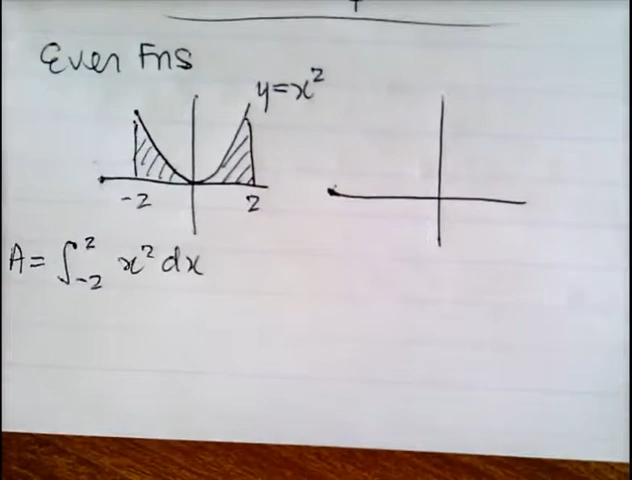 Even Fns
y=x²
-2 2
A = ∫₋₂² x² dx